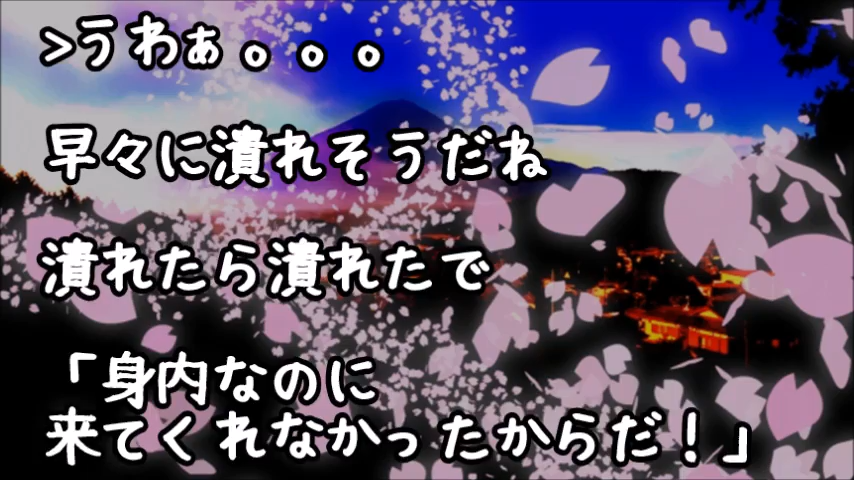 >うわぁ。。。
早々に潰れそうだね
潰れたら潰れたで
「身内なのに
来てくれなかったからだ!」